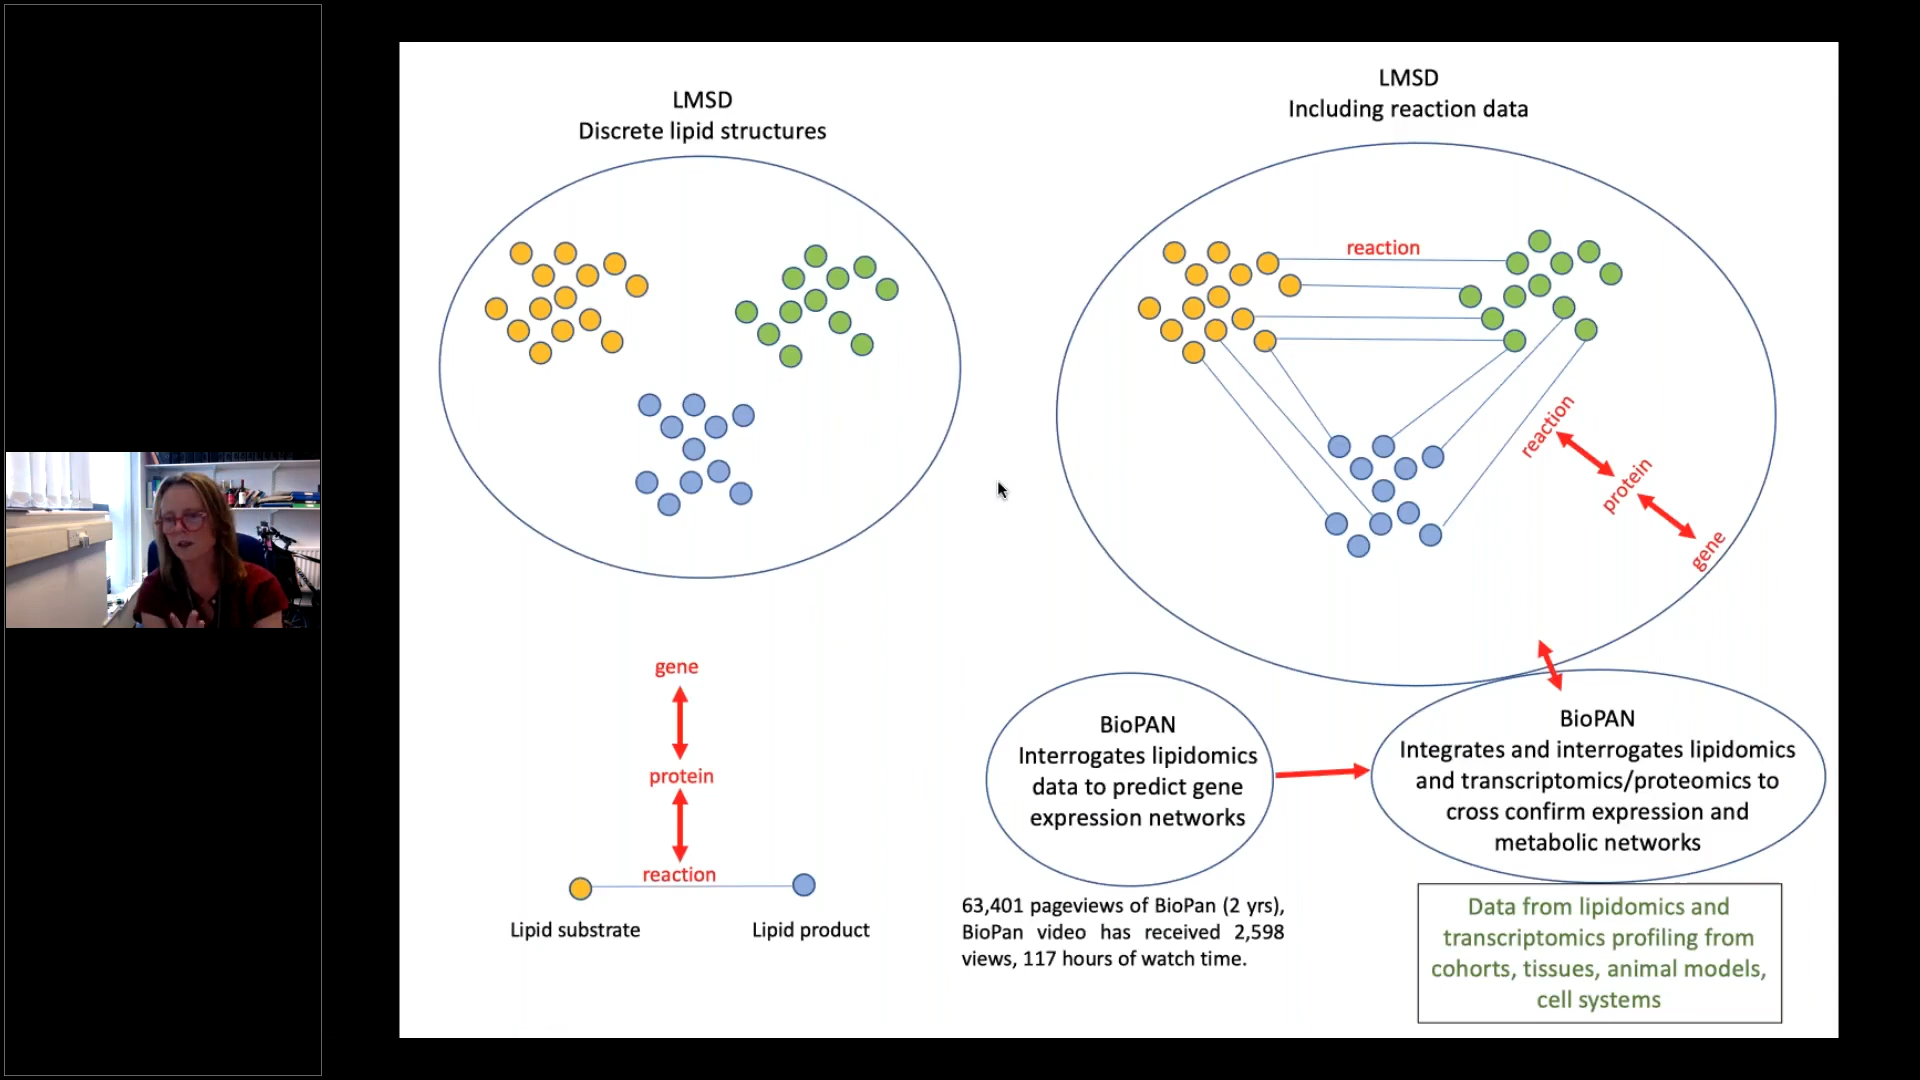 LMSD
Discrete lipid structures
LMSD
Including reaction data
reaction
reaction
protein
gene
gene
protein
reaction
Lipid substrate
Lipid product
BioPAN
Interrogates lipidomics
data to predict gene
expression networks
BioPAN
Integrates and interrogates lipidomics
and transcriptomics/proteomics to
cross confirm expression and
metabolic networks
63,401 pageviews of BioPan (2 yrs),
BioPan video has received 2,598
views, 117 hours of watch time.
Data from lipidomics and
transcriptomics profiling from
cohorts, tissues, animal models,
cell systems